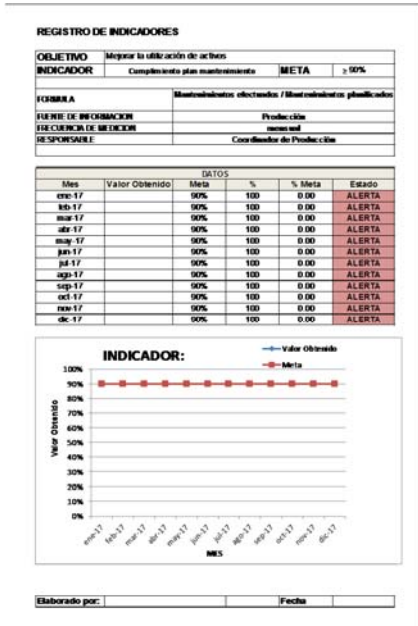 REGISTRO DE INDICADORES
OBJETIVO Mejorar la utilización de activos
INDICADOR Cumplimiento plan mantenimiento META ≥ 90%
FORMULA Mantenimientos efectuados / Mantenimientos planificados
FUENTE DE INFORMACION Producción
FRECUENCIA DE MEDICION mensual
RESPONSABLE Coordinador de Producción
DATOS
Mes Valor Obtenido Meta % % Meta Estado
ene-17 90% 100 0.00 ALERTA
feb-17 90% 100 0.00 ALERTA
mar-17 90% 100 0.00 ALERTA
abr-17 90% 100 0.00 ALERTA
may-17 90% 100 0.00 ALERTA
jun-17 90% 100 0.00 ALERTA
jul-17 90% 100 0.00 ALERTA
ago-17 90% 100 0.00 ALERTA
sep-17 90% 100 0.00 ALERTA
oct-17 90% 100 0.00 ALERTA
nov-17 90% 100 0.00 ALERTA
dic-17 90% 100 0.00 ALERTA
INDICADOR:
Valor Obtenido
Meta
Valor Obtenido
100%
90%
80%
70%
60%
50%
40%
30%
20%
10%
0%
ene-17 feb-17 mar-17 abr-17 may-17 jun-17 jul-17 ago-17 sep-17 oct-17 nov-17 dic-17
MES
Elaborado por: Fecha